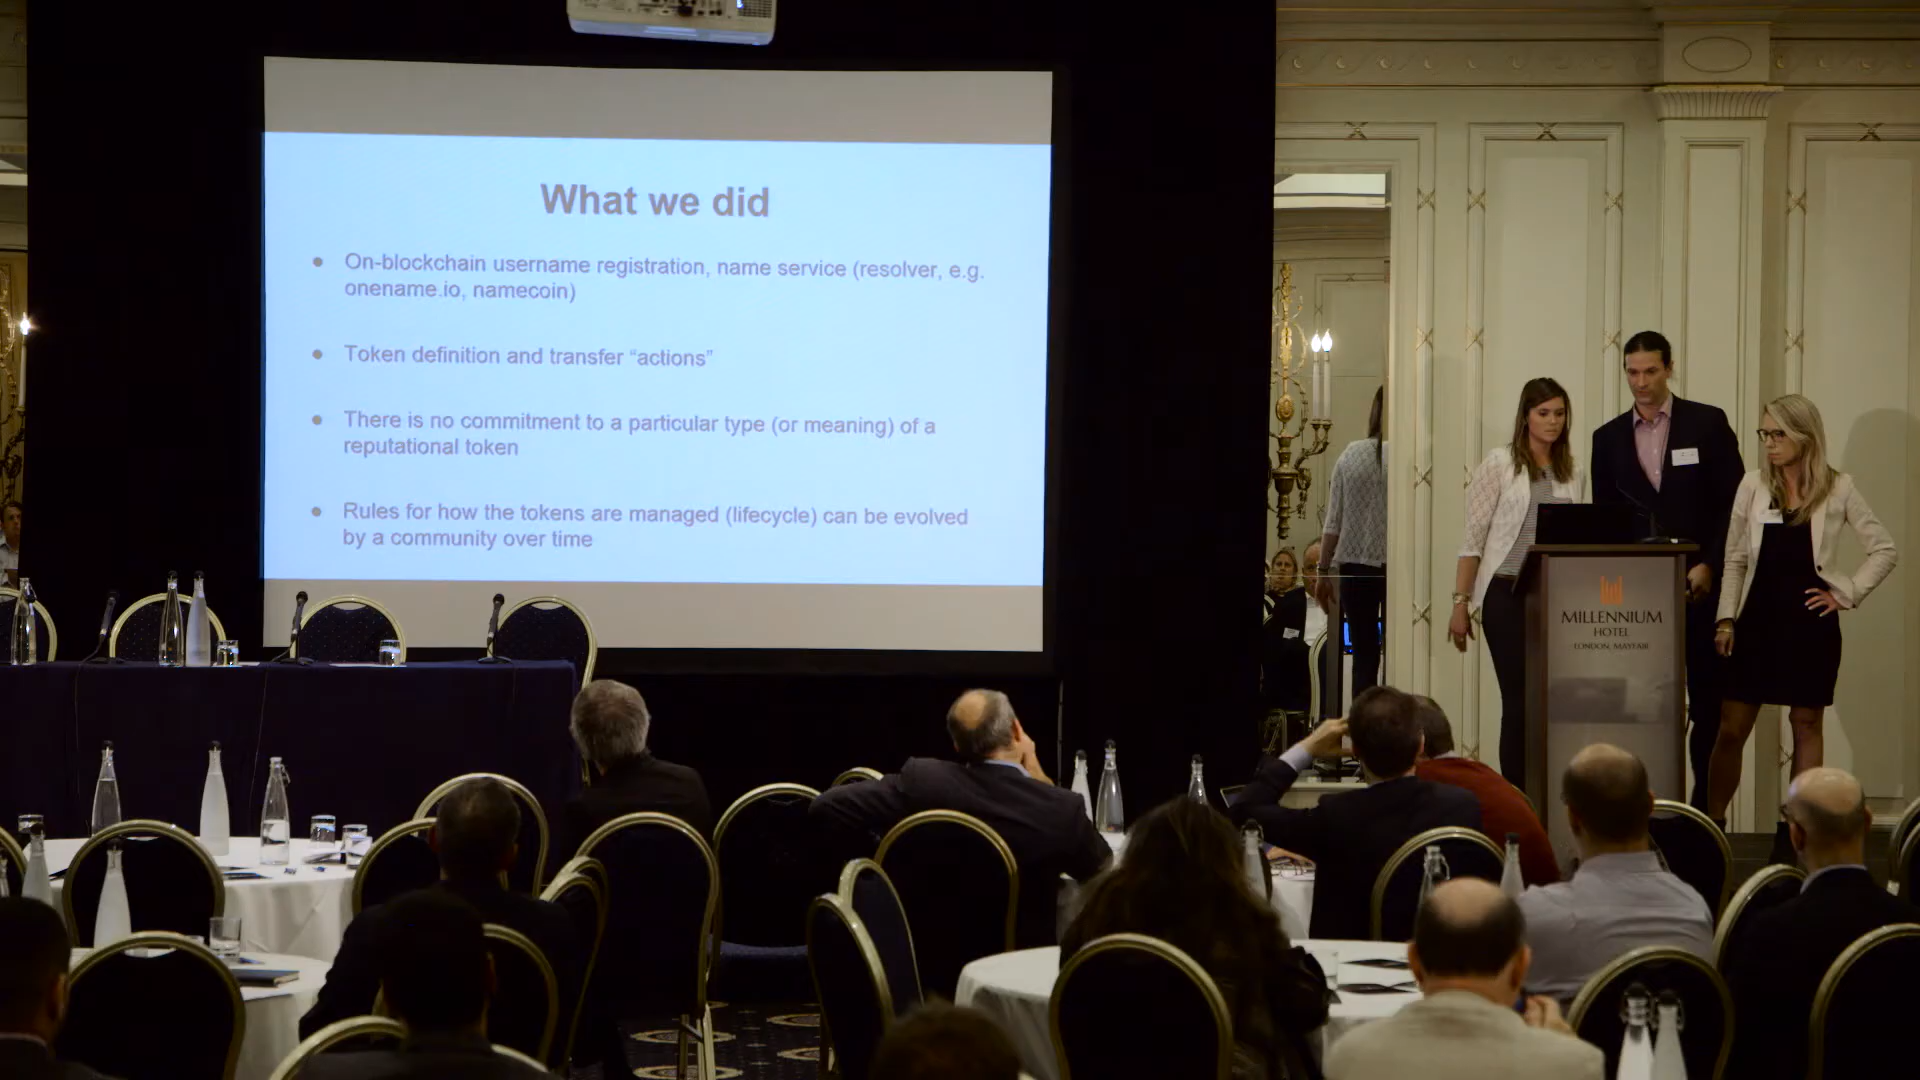 What we did
• On-blockchain username registration, name service (resolver, e.g.
onename.io, namecoin)
• Token definition and transfer “actions”
• There is no commitment to a particular type (or meaning) of a
reputational token
• Rules for how the tokens are managed (lifecycle) can be evolved
by a community over time
MILLENNIUM
HOTEL
LONDON, MAYFAIR